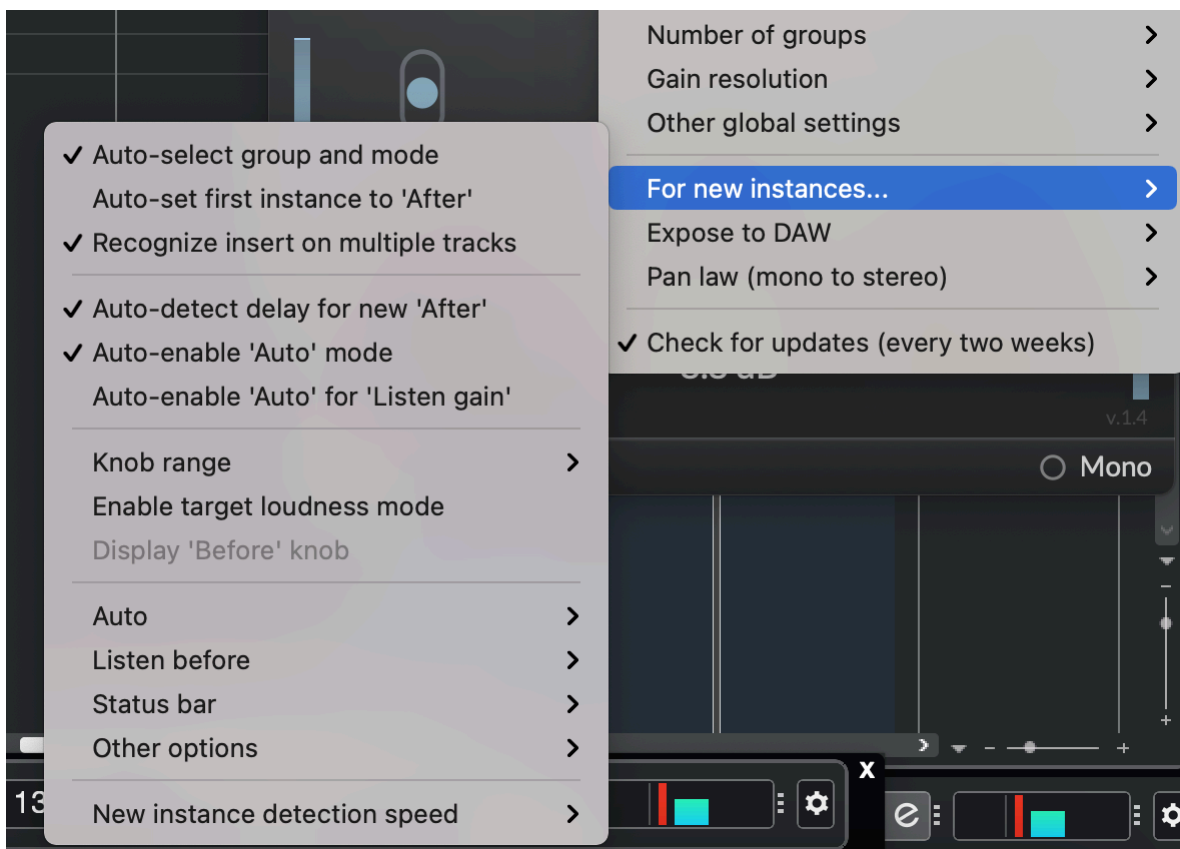 Number of groups
Gain resolution
Other global settings
For new instances...
Expose to DAW
Pan law (mono to stereo)
Check for updates (every two weeks)
Auto-select group and mode
Auto-set first instance to 'After'
Recognize insert on multiple tracks
Auto-detect delay for new 'After'
Auto-enable 'Auto' mode
Auto-enable 'Auto' for 'Listen gain'
Knob range
Enable target loudness mode
Display 'Before' knob
Auto
Listen before
Status bar
Other options
New instance detection speed
v.1.4
Mono
13
X
e